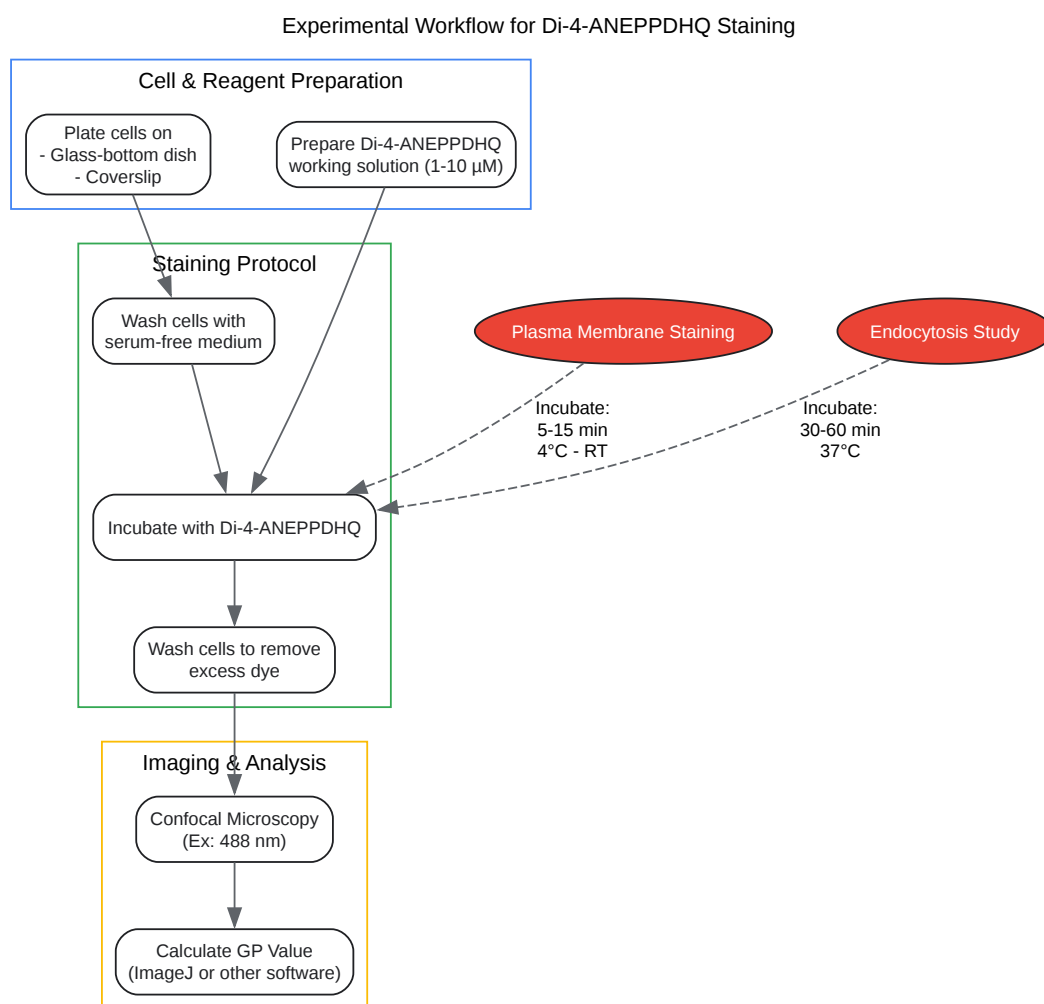 Experimental Workflow for Di-4-ANEPPDHQ Staining
Cell & Reagent Preparation
Plate cells on
- Glass-bottom dish
- Coverslip
Prepare Di-4-ANEPPDHQ
working solution (1-10 µM)
Staining Protocol
Wash cells with
serum-free medium
Plasma Membrane Staining
Endocytosis Study
Incubate:
5-15 min
4°C - RT
Incubate:
30-60 min
37°C
Incubate with Di-4-ANEPPDHQ
Wash cells to remove
excess dye
Imaging & Analysis
Confocal Microscopy
(Ex: 488 nm)
Calculate GP Value
(ImageJ or other software)